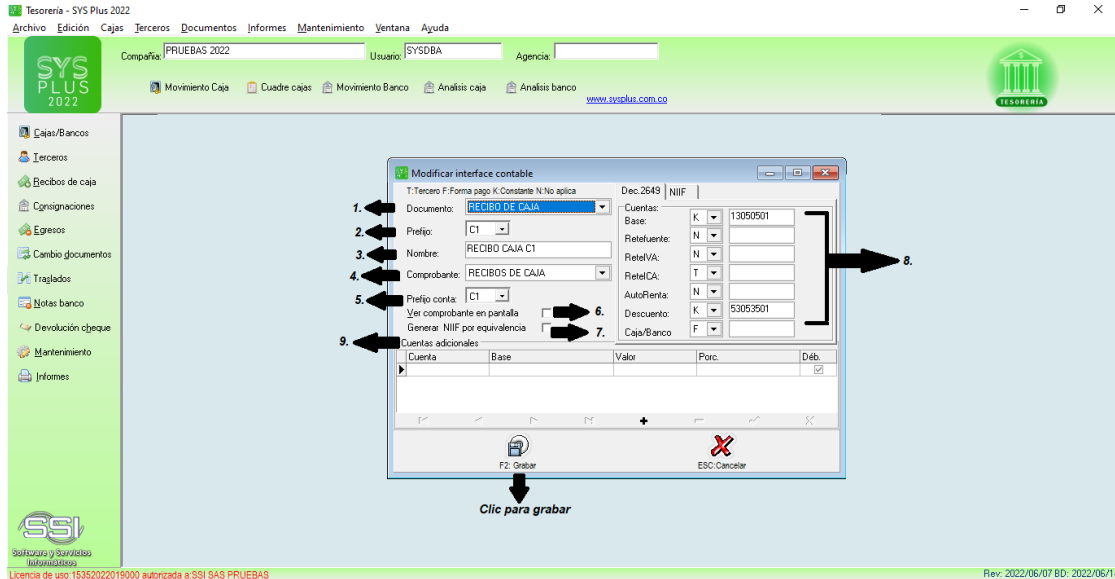 Tesorería - SYS Plus 2022
Archivo Edición Cajas Terceros Documentos Informes Mantenimiento Ventana Ayuda
SYS
PLUS
2022
Compañia: PRUEBAS 2022 Usuario: SYSDBA Agencia:
Movimiento Caja Cuadre cajas Movimiento Banco Analisis caja Analisis banco
www.sysplus.com.co
TESORERÍA
Cajas/Bancos
Terceros
Recibos de caja
Consignaciones
Egresos
Cambio documentos
Traslados
Notas banco
Devolución cheque
Mantenimiento
Informes
Modificar interface contable
T:Tercero F:Forma pago K:Constante N:No aplica
1. Documento: RECIBO DE CAJA
2. Prefijo: C1
3. Nombre: RECIBO CAJA C1
4. Comprobante: RECIBOS DE CAJA
5. Prefijo conta: C1
Ver comprobante en pantalla 6.
Generar NIIF por equivalencia 7.
Dec.2649 NIIF
Cuentas:
Base: K 13050501
Retefuente: N
ReteIVA: N
ReteICA: T
AutoRenta: N
Descuento: K 53053501
Caja/Banco F
8.
9. Cuentas adicionales
Cuenta Base Valor Porc. Déb.
F2: Grabar ESC:Cancelar
Clic para grabar
SSI
Software y Servicios
Informáticos
Licencia de uso:15352022019000 autorizada a:SSI SAS PRUEBAS
Rev: 2022/06/07 BD: 2022/06/1